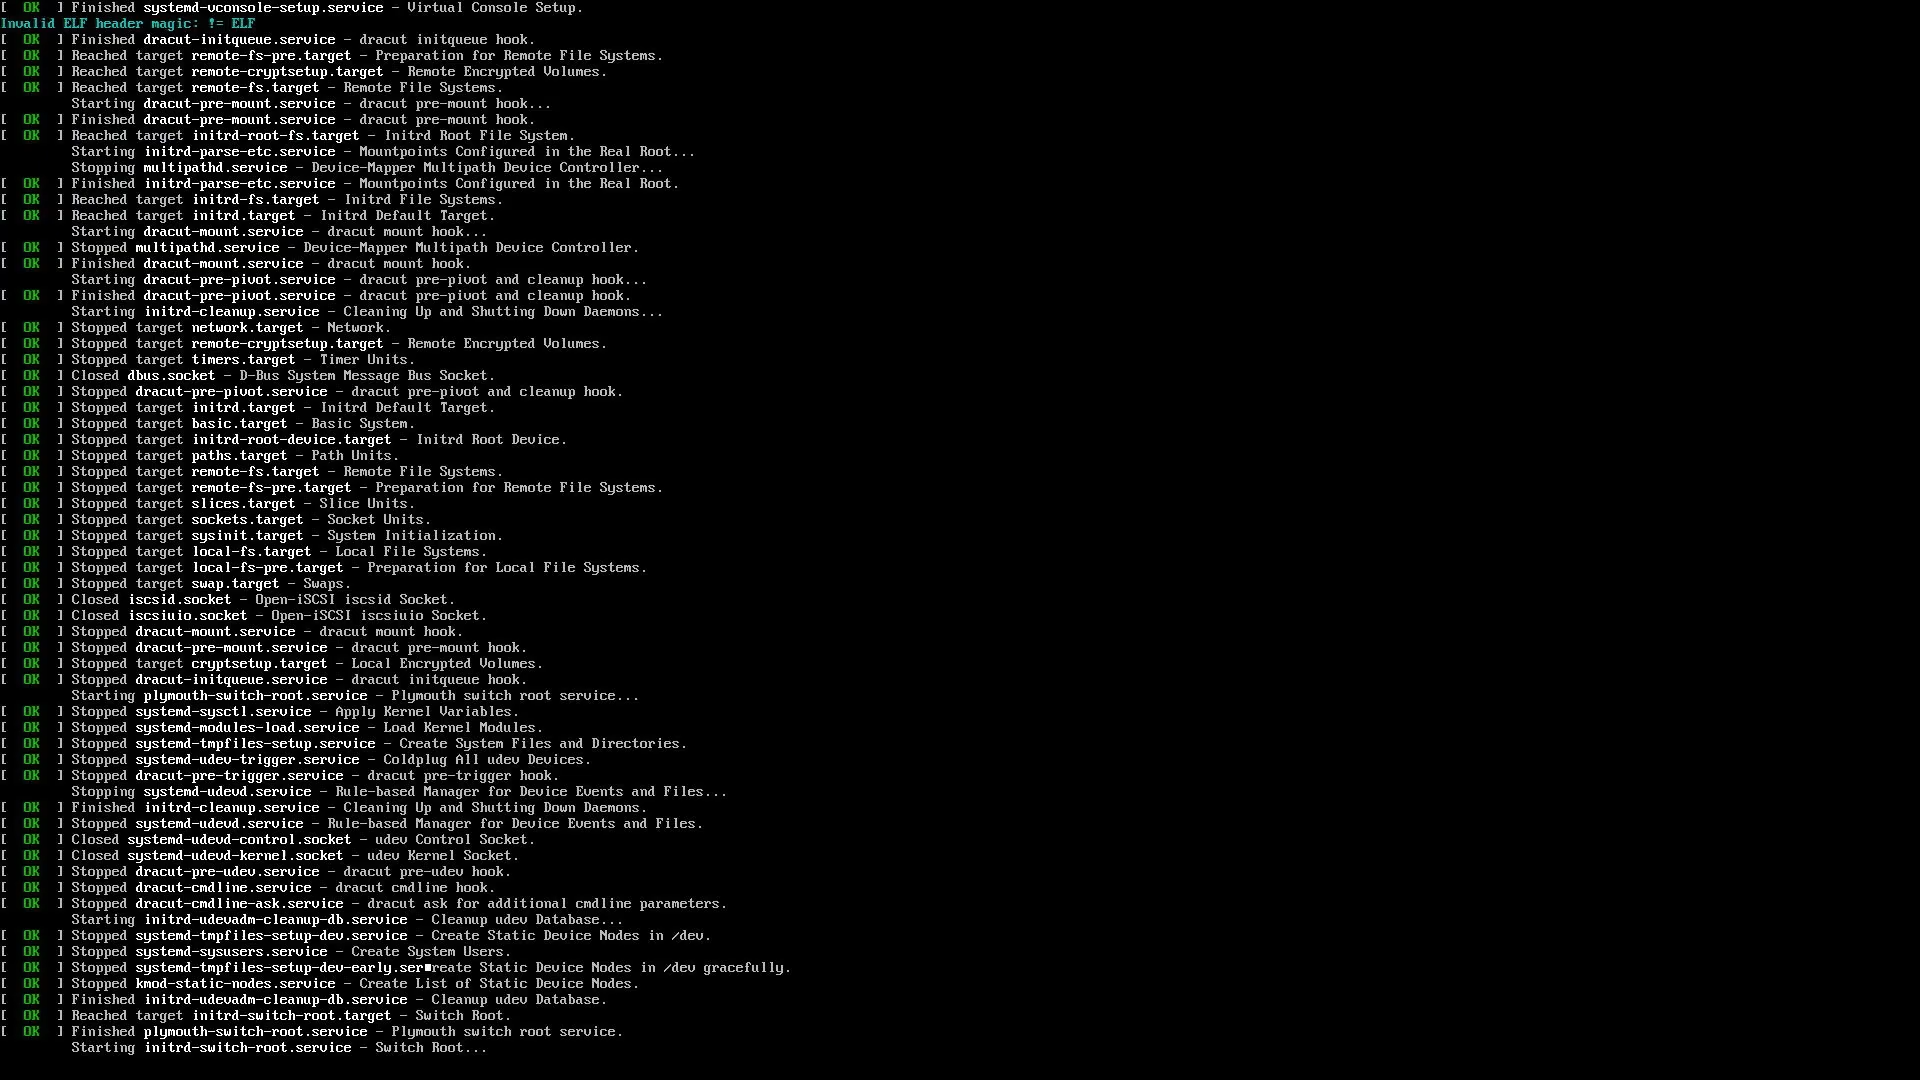 [  OK  ] Finished systemd-vconsole-setup.service – Virtual Console Setup.
Invalid ELF header magic: != ELF
[  OK  ] Finished dracut-initqueue.service – dracut initqueue hook.
[  OK  ] Reached target remote-fs-pre.target – Preparation for Remote File Systems.
[  OK  ] Reached target remote-cryptsetup.target – Remote Encrypted Volumes.
[  OK  ] Reached target remote-fs.target – Remote File Systems.
         Starting dracut-pre-mount.service – dracut pre-mount hook...
[  OK  ] Finished dracut-pre-mount.service – dracut pre-mount hook.
[  OK  ] Reached target initrd-root-fs.target – Initrd Root File System.
         Starting initrd-parse-etc.service – Mountpoints Configured in the Real Root...
         Stopping multipathd.service – Device-Mapper Multipath Device Controller...
[  OK  ] Finished initrd-parse-etc.service – Mountpoints Configured in the Real Root.
[  OK  ] Reached target initrd-fs.target – Initrd File Systems.
[  OK  ] Reached target initrd.target – Initrd Default Target.
         Starting dracut-mount.service – dracut mount hook...
[  OK  ] Stopped multipathd.service – Device-Mapper Multipath Device Controller.
[  OK  ] Finished dracut-mount.service – dracut mount hook.
         Starting dracut-pre-pivot.service – dracut pre-pivot and cleanup hook...
[  OK  ] Finished dracut-pre-pivot.service – dracut pre-pivot and cleanup hook.
         Starting initrd-cleanup.service – Cleaning Up and Shutting Down Daemons...
[  OK  ] Stopped target network.target – Network.
[  OK  ] Stopped target remote-cryptsetup.target – Remote Encrypted Volumes.
[  OK  ] Stopped target timers.target – Timer Units.
[  OK  ] Closed dbus.socket – D-Bus System Message Bus Socket.
[  OK  ] Stopped dracut-pre-pivot.service – dracut pre-pivot and cleanup hook.
[  OK  ] Stopped target initrd.target – Initrd Default Target.
[  OK  ] Stopped target basic.target – Basic System.
[  OK  ] Stopped target initrd-root-device.target – Initrd Root Device.
[  OK  ] Stopped target paths.target – Path Units.
[  OK  ] Stopped target remote-fs.target – Remote File Systems.
[  OK  ] Stopped target remote-fs-pre.target – Preparation for Remote File Systems.
[  OK  ] Stopped target slices.target – Slice Units.
[  OK  ] Stopped target sockets.target – Socket Units.
[  OK  ] Stopped target sysinit.target – System Initialization.
[  OK  ] Stopped target local-fs.target – Local File Systems.
[  OK  ] Stopped target local-fs-pre.target – Preparation for Local File Systems.
[  OK  ] Stopped target swap.target – Swaps.
[  OK  ] Closed iscsid.socket – Open-iSCSI iscsid Socket.
[  OK  ] Closed iscsiuio.socket – Open-iSCSI iscsiuio Socket.
[  OK  ] Stopped dracut-mount.service – dracut mount hook.
[  OK  ] Stopped dracut-pre-mount.service – dracut pre-mount hook.
[  OK  ] Stopped target cryptsetup.target – Local Encrypted Volumes.
[  OK  ] Stopped dracut-initqueue.service – dracut initqueue hook.
         Starting plymouth-switch-root.service – Plymouth switch root service...
[  OK  ] Stopped systemd-sysctl.service – Apply Kernel Variables.
[  OK  ] Stopped systemd-modules-load.service – Load Kernel Modules.
[  OK  ] Stopped systemd-tmpfiles-setup.service – Create System Files and Directories.
[  OK  ] Stopped systemd-udev-trigger.service – Coldplug All udev Devices.
[  OK  ] Stopped dracut-pre-trigger.service – dracut pre-trigger hook.
         Stopping systemd-udevd.service – Rule-based Manager for Device Events and Files...
[  OK  ] Finished initrd-cleanup.service – Cleaning Up and Shutting Down Daemons.
[  OK  ] Stopped systemd-udevd.service – Rule-based Manager for Device Events and Files.
[  OK  ] Closed systemd-udevd-control.socket – udev Control Socket.
[  OK  ] Closed systemd-udevd-kernel.socket – udev Kernel Socket.
[  OK  ] Stopped dracut-pre-udev.service – dracut pre-udev hook.
[  OK  ] Stopped dracut-cmdline.service – dracut cmdline hook.
[  OK  ] Stopped dracut-cmdline-ask.service – dracut ask for additional cmdline parameters.
         Starting initrd-udevadm-cleanup-db.service – Cleanup udev Database...
[  OK  ] Stopped systemd-tmpfiles-setup-dev.service – Create Static Device Nodes in /dev.
[  OK  ] Stopped systemd-sysusers.service – Create System Users.
[  OK  ] Stopped systemd-tmpfiles-setup-dev-early.ser■reate Static Device Nodes in /dev gracefully.
[  OK  ] Stopped kmod-static-nodes.service – Create List of Static Device Nodes.
[  OK  ] Finished initrd-udevadm-cleanup-db.service – Cleanup udev Database.
[  OK  ] Reached target initrd-switch-root.target – Switch Root.
[  OK  ] Finished plymouth-switch-root.service – Plymouth switch root service.
         Starting initrd-switch-root.service – Switch Root...